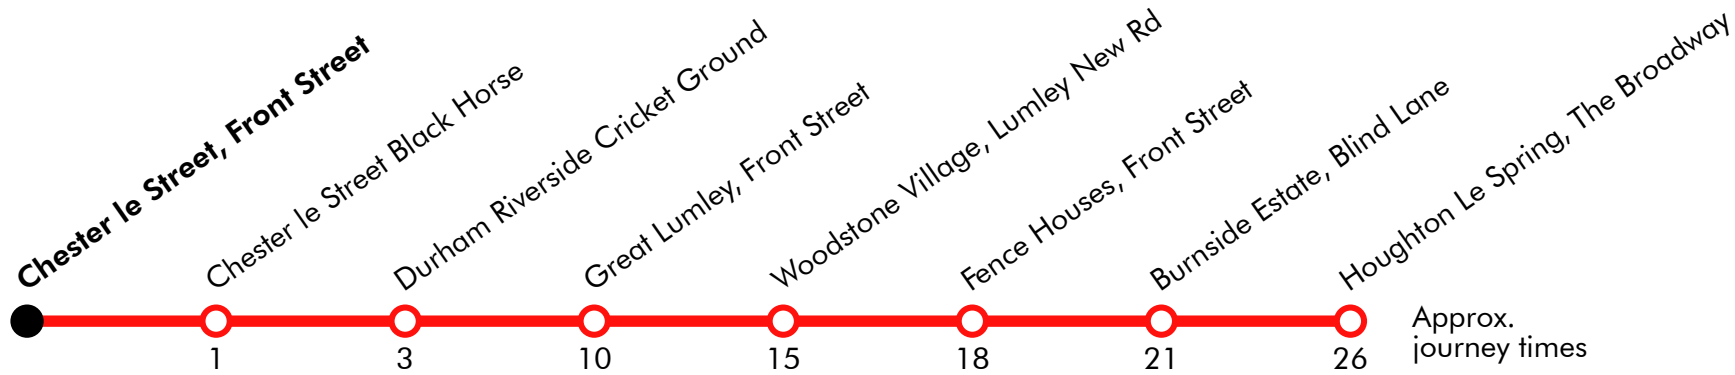 Chester le Street, Front Street
Chester le Street Black Horse
Durham Riverside Cricket Ground
Great Lumley, Front Street
Woodstone Village, Lumley New Rd
Fence Houses, Front Street
Burnside Estate, Blind Lane
Houghton Le Spring, The Broadway
1 3 10 15 18 21 26
Approx.
journey times